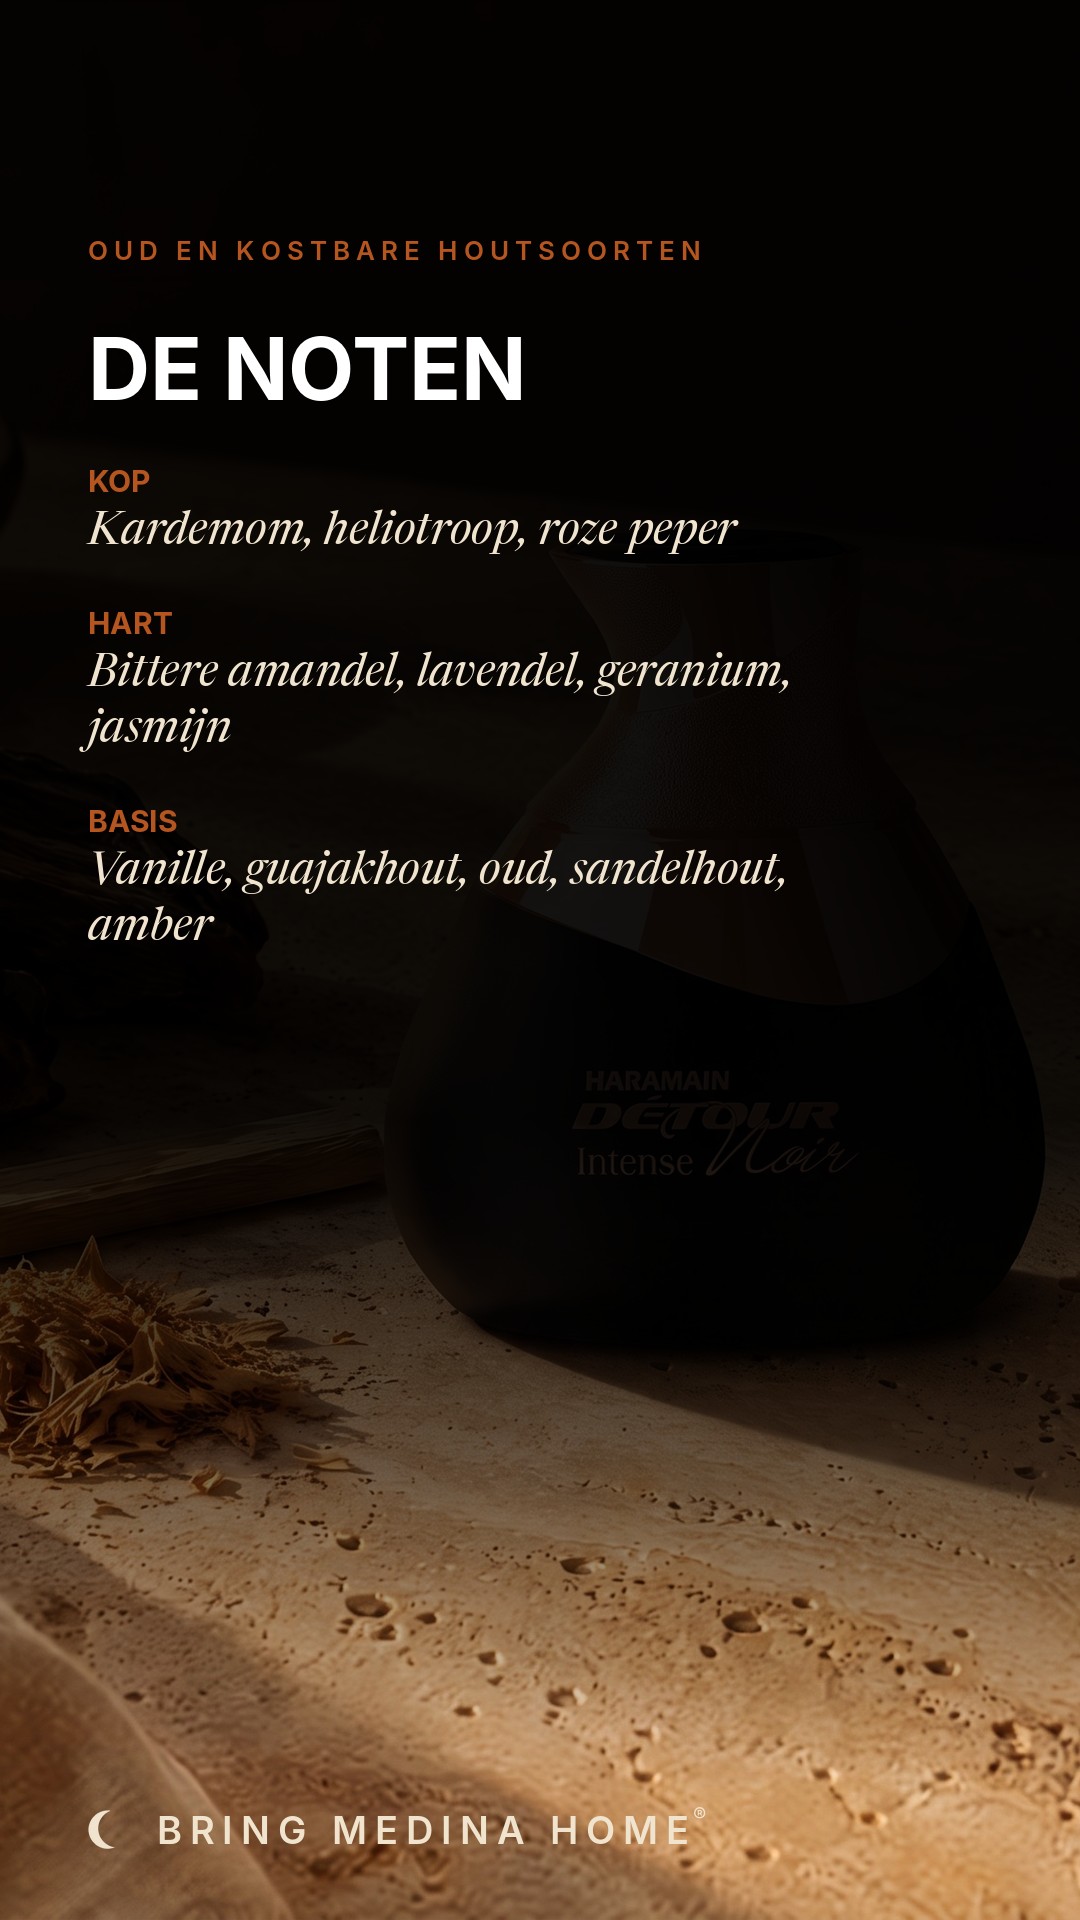 OUD EN KOSTBARE HOUTSOORTEN
DE NOTEN
KOP
Kardemom, heliotroop, roze peper
HART
Bittere amandel, lavendel, geranium,
jasmijn
BASIS
Vanille, guajakhout, oud, sandelhout,
amber
HARAMAIN
DÉTOUR
Intense Noir
BRING MEDINA HOME®